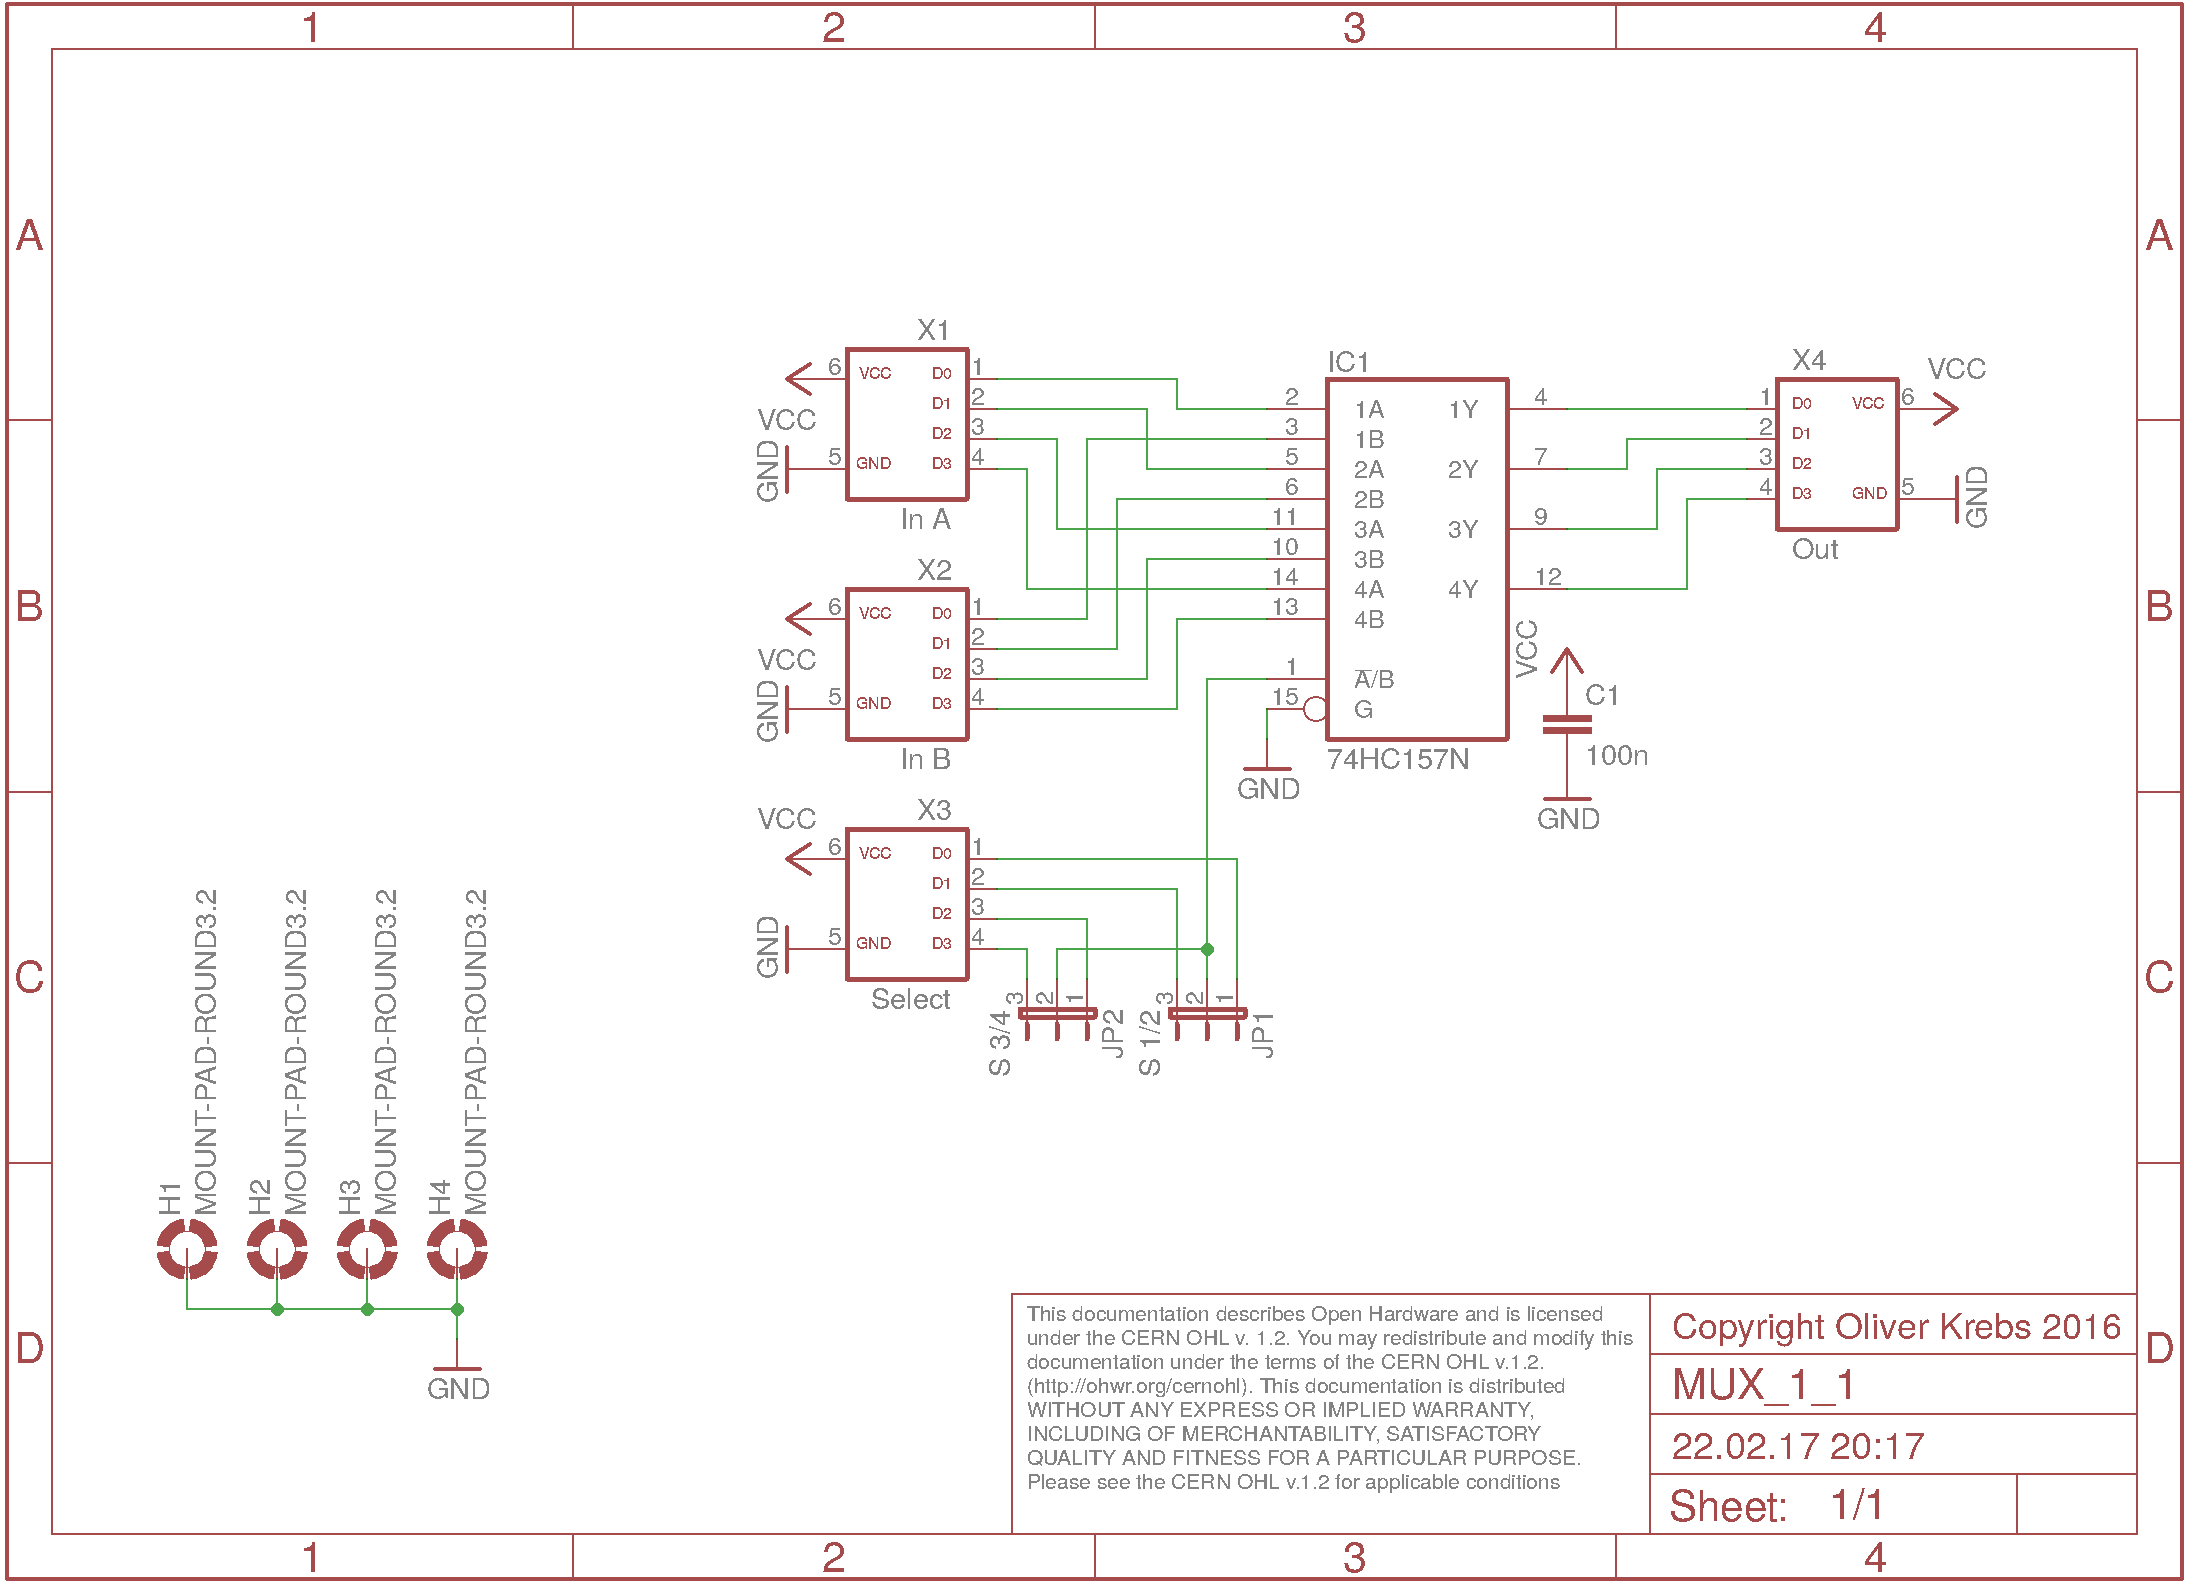 1 2 3 4
A A
B B
C C
D D
1 2 3 4
X1
6 VCC D0 1
D1 2
VCC
D2 3
GND
5 GND D3 4
In A
X2
6 VCC D0 1
D1 2
VCC
D2 3
GND
5 GND D3 4
In B
X3
VCC
6 VCC D0 1
D1 2
D2 3
GND
5 GND D3 4
Select
S 3/4
3 2 1
JP2
S 1/2
3 2 1
JP1
IC1
2 1A 1Y 4
3 1B
5 2A 2Y 7
6 2B
11 3A 3Y 9
10 3B
14 4A 4Y 12
13 4B
1 A̅/B
15 G
GND
74HC157N
VCC
C1
100n
GND
X4
VCC
1 D0 VCC 6
2 D1
3 D2
4 D3 GND 5
GND
Out
H1
MOUNT-PAD-ROUND3.2
H2
MOUNT-PAD-ROUND3.2
H3
MOUNT-PAD-ROUND3.2
H4
MOUNT-PAD-ROUND3.2
GND
This documentation describes Open Hardware and is licensed
under the CERN OHL v. 1.2. You may redistribute and modify this
documentation under the terms of the CERN OHL v.1.2.
(http://ohwr.org/cernohl). This documentation is distributed
WITHOUT ANY EXPRESS OR IMPLIED WARRANTY,
INCLUDING OF MERCHANTABILITY, SATISFACTORY
QUALITY AND FITNESS FOR A PARTICULAR PURPOSE.
Please see the CERN OHL v.1.2 for applicable conditions
Copyright Oliver Krebs 2016
MUX_1_1
22.02.17 20:17
Sheet: 1/1